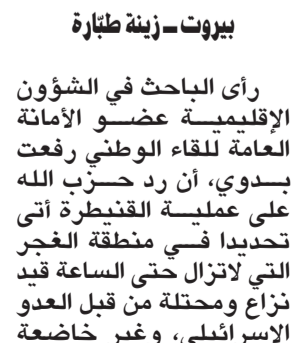 بيروت ـ زينة طبّارة
رأى الباحث في الشؤون
الإقليمية عضو الأمانة
العامة للقاء الوطني رفعت
بدوي، أن رد حزب الله
على عملية القنيطرة أتى
تحديدا في منطقة الغجر
التي لاتزال حتى الساعة قيد
نزاع ومحتلة من قبل العدو
الإسرائيلي، وغير خاضعة